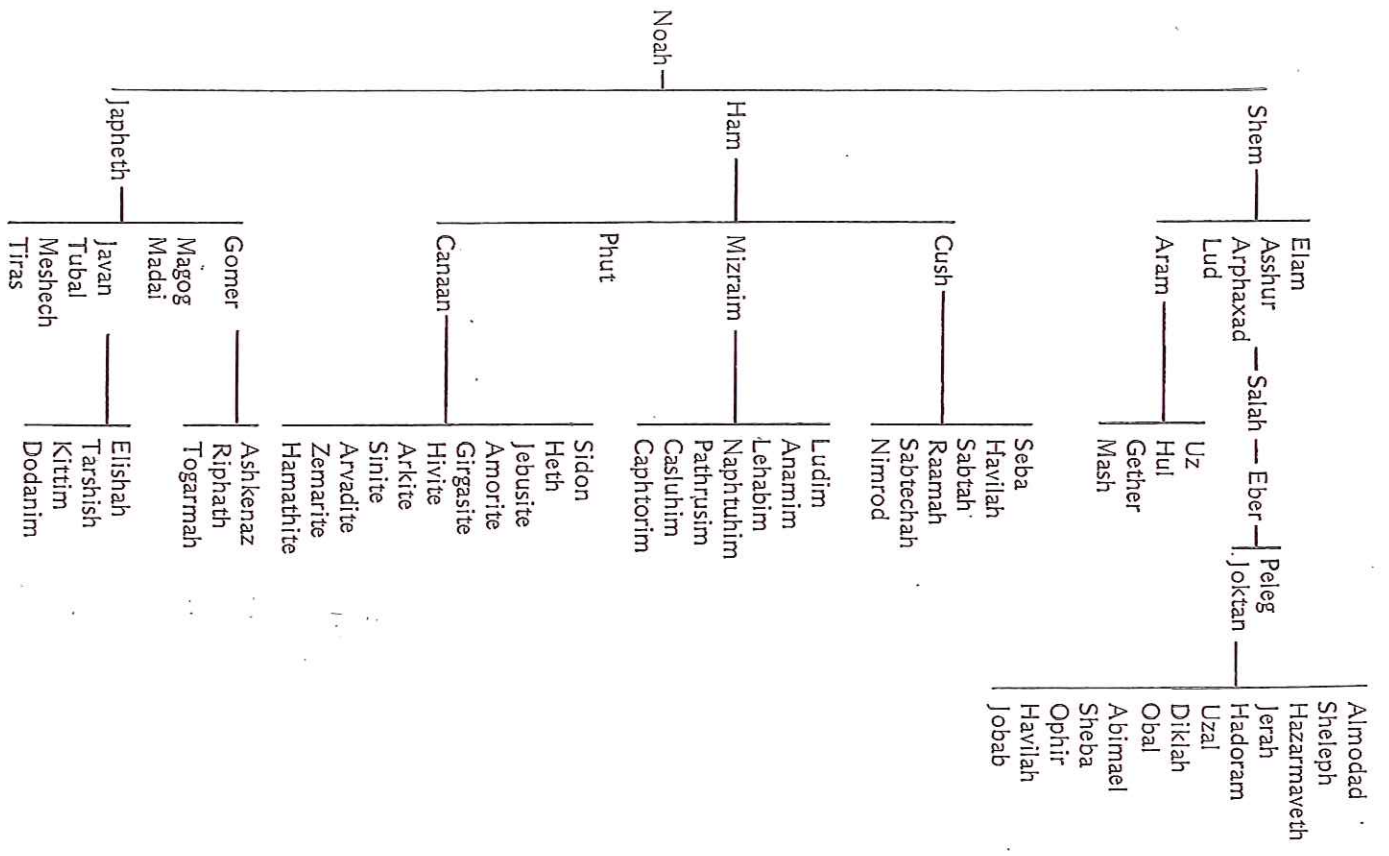 Noah
Shem
Elam
Asshur
Arphaxad
Lud
Aram
Salah
Eber
Peleg
Joktan
Almodad
Sheleph
Hazarmaveth
Jerah
Hadoram
Uzal
Diklah
Obal
Abimael
Sheba
Ophir
Havilah
Jobab
Uz
Hul
Gether
Mash
Ham
Cush
Seba
Havilah
Sabtah
Raamah
Sabtechah
Nimrod
Mizraim
Ludim
Anamim
Lehabim
Naphtuhim
Pathrusim
Casluhim
Caphtorim
Phut
Canaan
Sidon
Heth
Jebusite
Amorite
Girgasite
Hivite
Arkite
Sinite
Arvadite
Zemarite
Hamathite
Japheth
Gomer
Magog
Madai
Javan
Tubal
Meshech
Tiras
Ashkenaz
Riphath
Togarmah
Elishah
Tarshish
Kittim
Dodanim